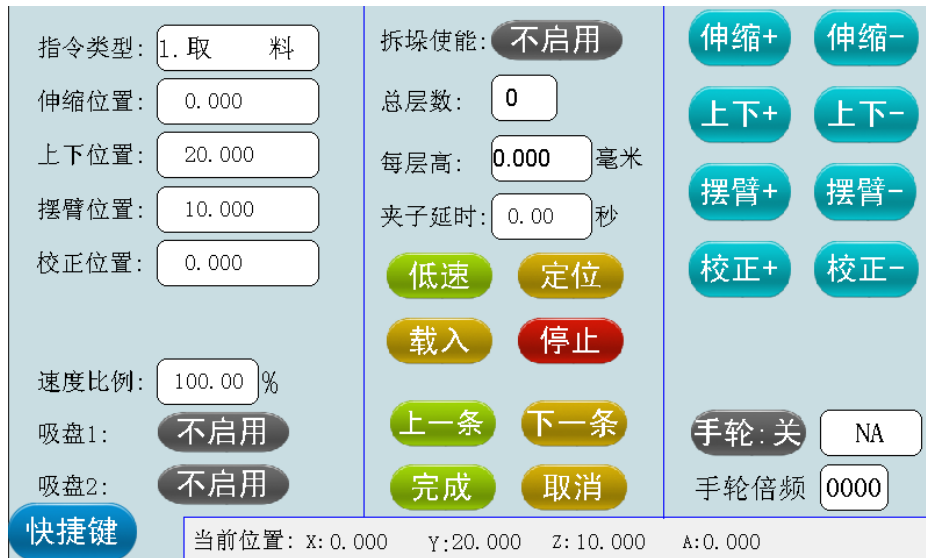 指令类型: 1.取 料
伸缩位置: 0.000
上下位置: 20.000
摆臂位置: 10.000
校正位置: 0.000
速度比例: 100.00 %
吸盘1: 不启用
吸盘2: 不启用
快捷键
拆垛使能: 不启用
总层数: 0
每层高: 0.000 毫米
夹子延时: 0.00 秒
低速 定位
载入 停止
上一条 下一条
完成 取消
伸缩+ 伸缩-
上下+ 上下-
摆臂+ 摆臂-
校正+ 校正-
手轮:关 NA
手轮倍频 0000
当前位置: X:0.000 Y:20.000 Z:10.000 A:0.000